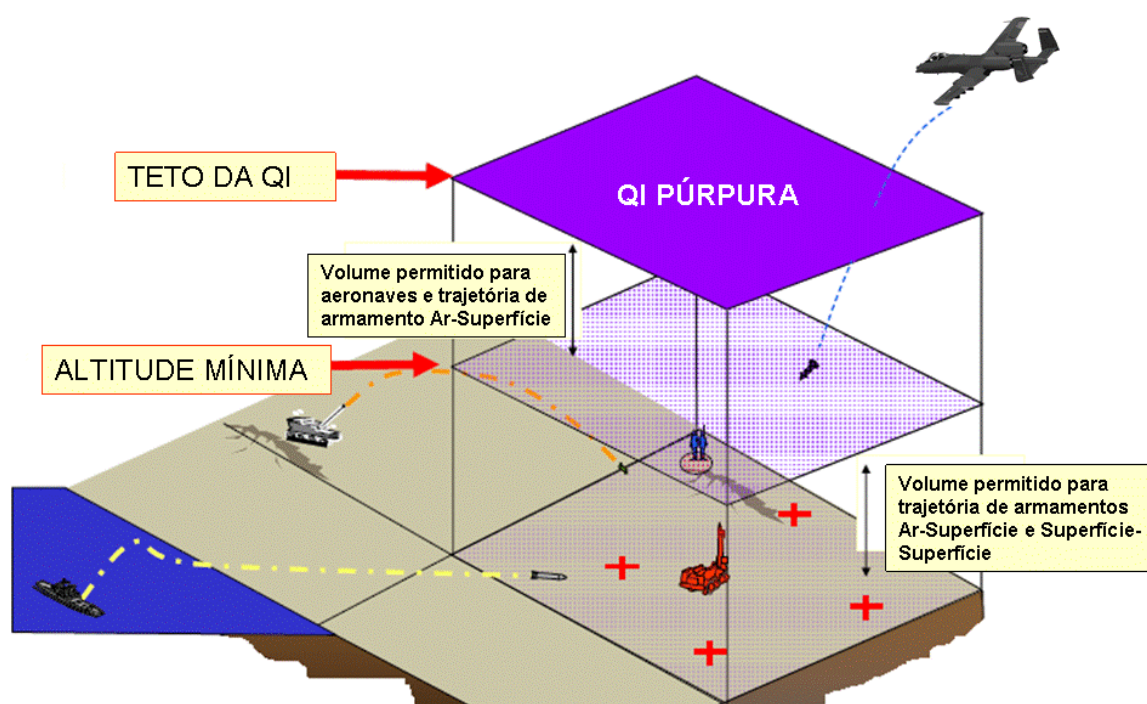 TETO DA QI
QI PÚRPURA
Volume permitido para
aeronaves e trajetória de
armamento Ar-Superfície
ALTITUDE MÍNIMA
Volume permitido para
trajetória de armamentos
Ar-Superfície e Superfície-
Superfície